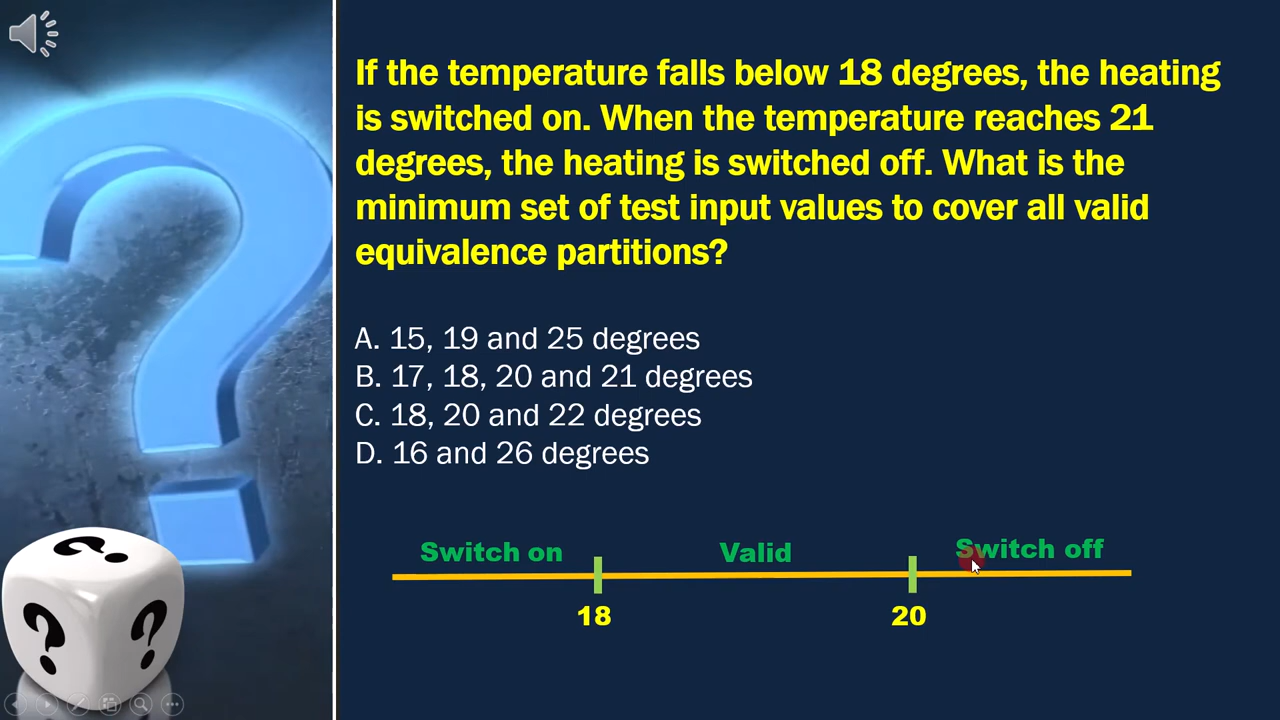 If the temperature falls below 18 degrees, the heating
is switched on. When the temperature reaches 21
degrees, the heating is switched off. What is the
minimum set of test input values to cover all valid
equivalence partitions?
A. 15, 19 and 25 degrees
B. 17, 18, 20 and 21 degrees
C. 18, 20 and 22 degrees
D. 16 and 26 degrees
Switch on Valid Switch off
18 20